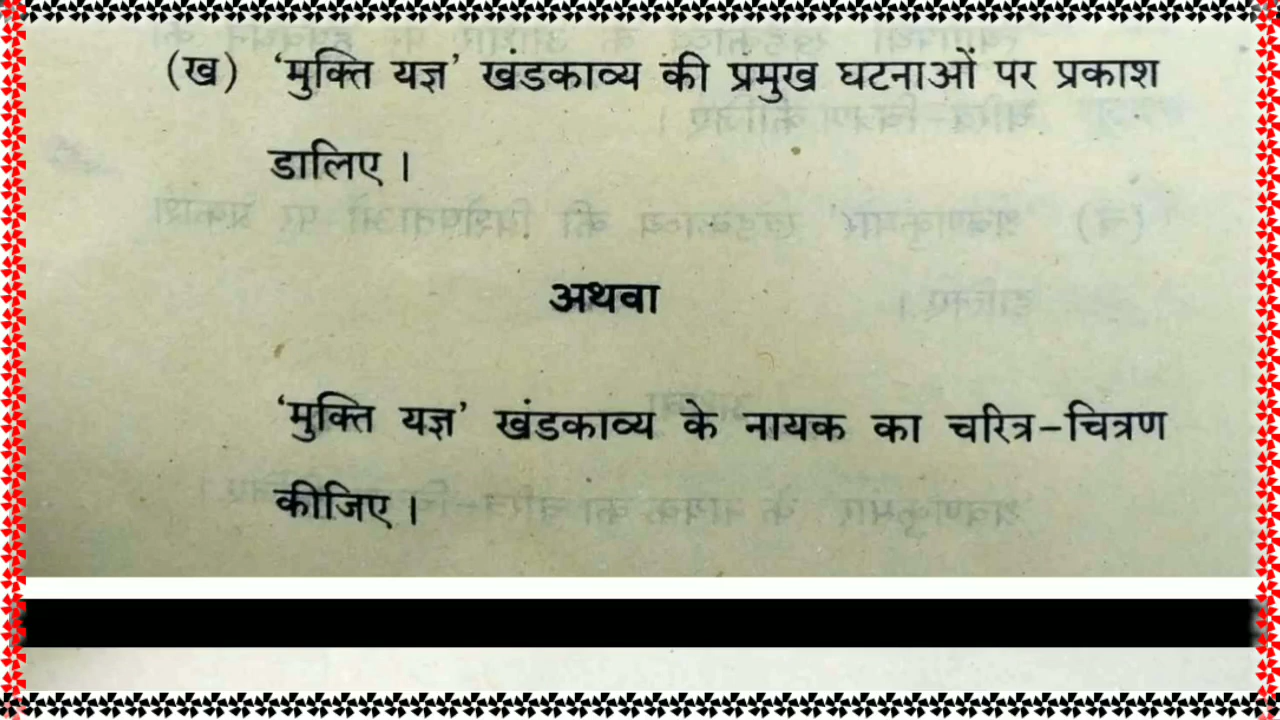 (ख) 'मुक्ति यज्ञ' खंडकाव्य की प्रमुख घटनाओं पर प्रकाश
डालिए।
अथवा
'मुक्ति यज्ञ' खंडकाव्य के नायक का चरित्र-चित्रण
कीजिए।